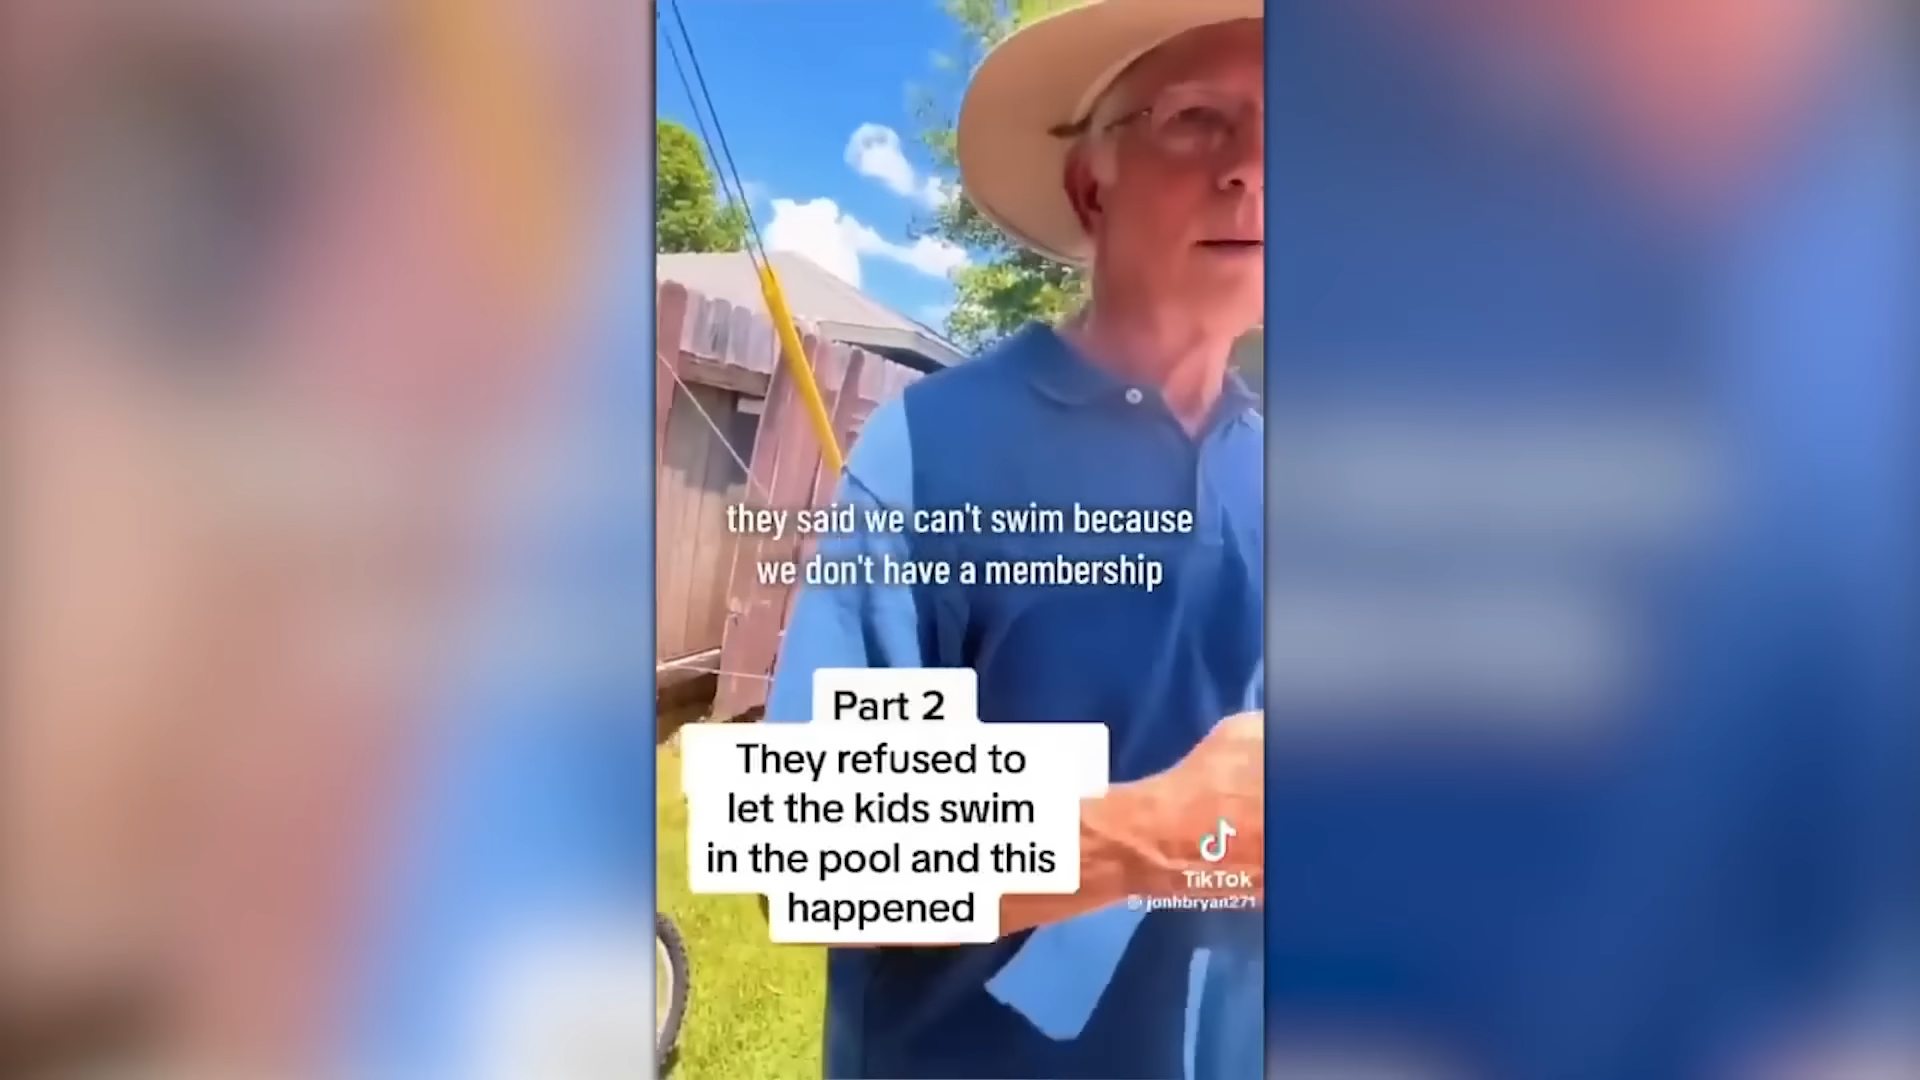 they said we can't swim because
we don't have a membership
Part 2
They refused to
let the kids swim
in the pool and this
happened
TikTok
@jonhbryan271